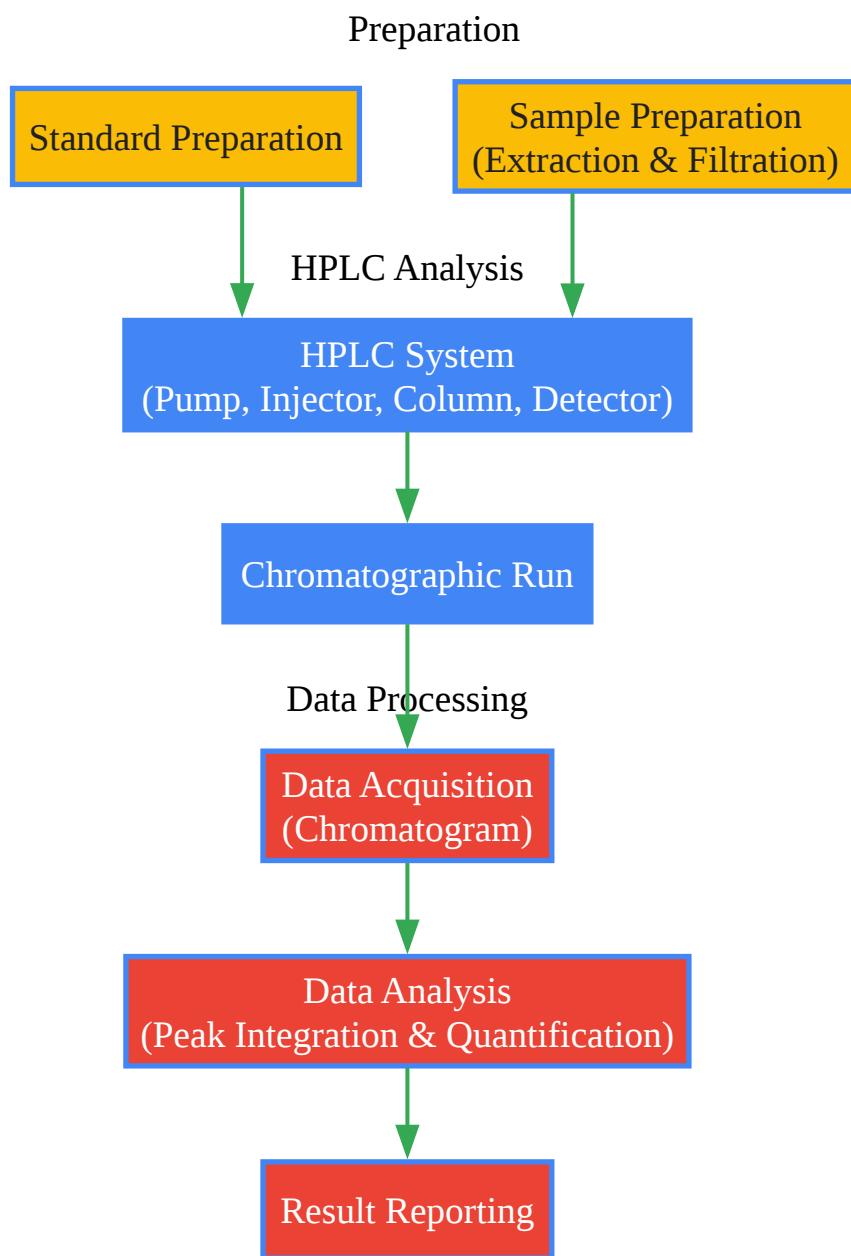 Preparation
Standard Preparation
Sample Preparation
(Extraction & Filtration)
HPLC Analysis
HPLC System
(Pump, Injector, Column, Detector)
Chromatographic Run
Data Processing
Data Acquisition
(Chromatogram)
Data Analysis
(Peak Integration & Quantification)
Result Reporting